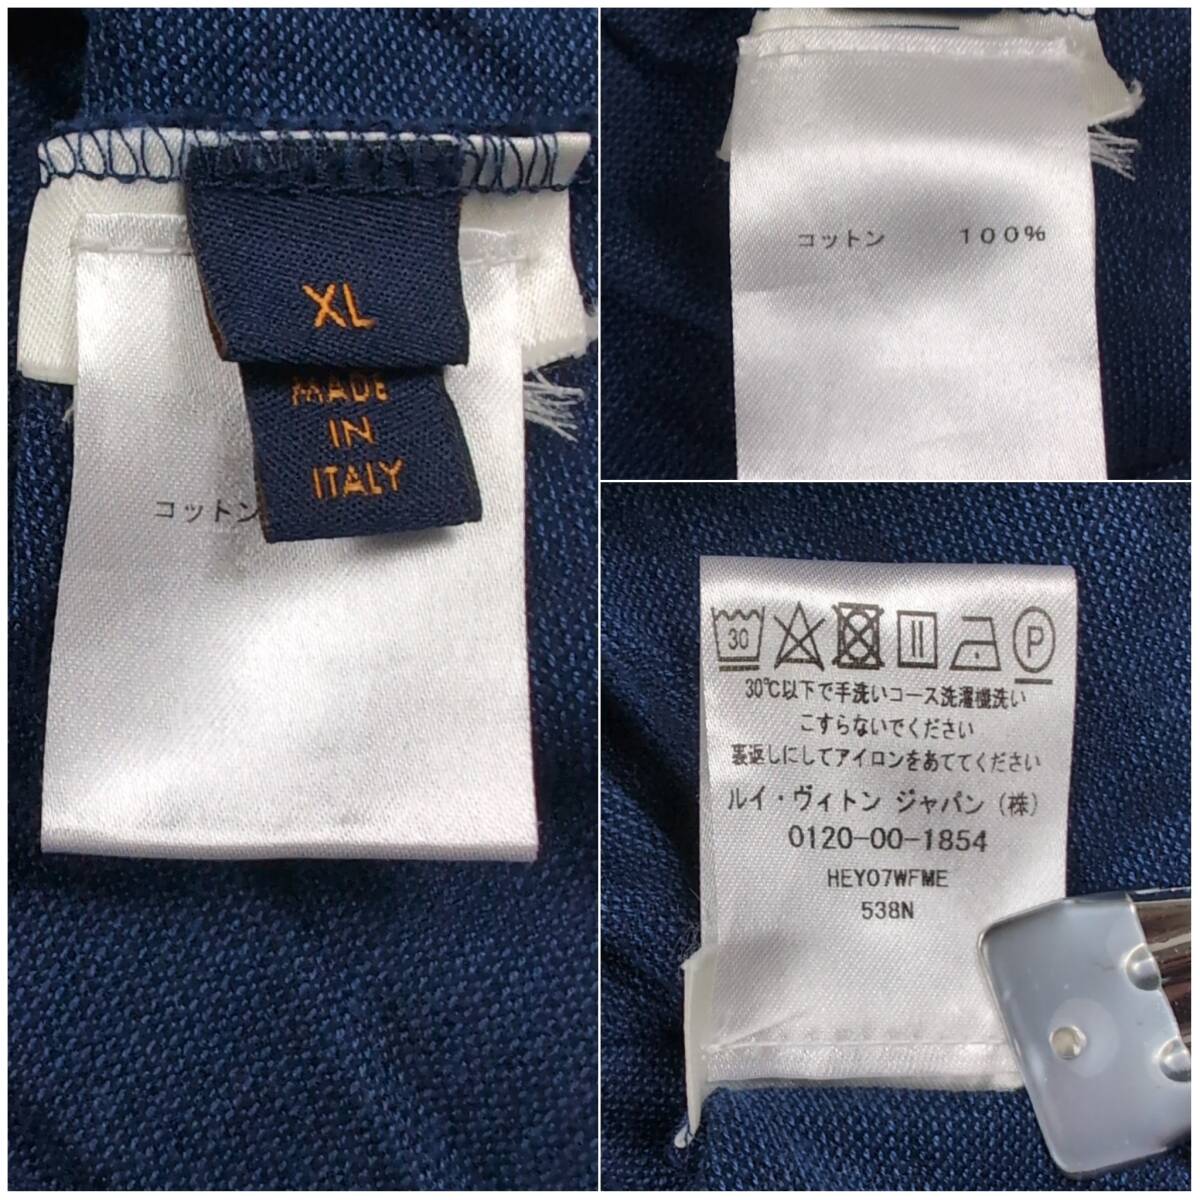 XL
MADE
IN
ITALY
コットン
コットン 100%
30
P
30℃以下で手洗いコース洗濯機洗い
こすらないでください
裏返しにしてアイロンをあててください
ルイ・ヴィトン ジャパン (株)
0120-00-1854
HEY07WFME
538N